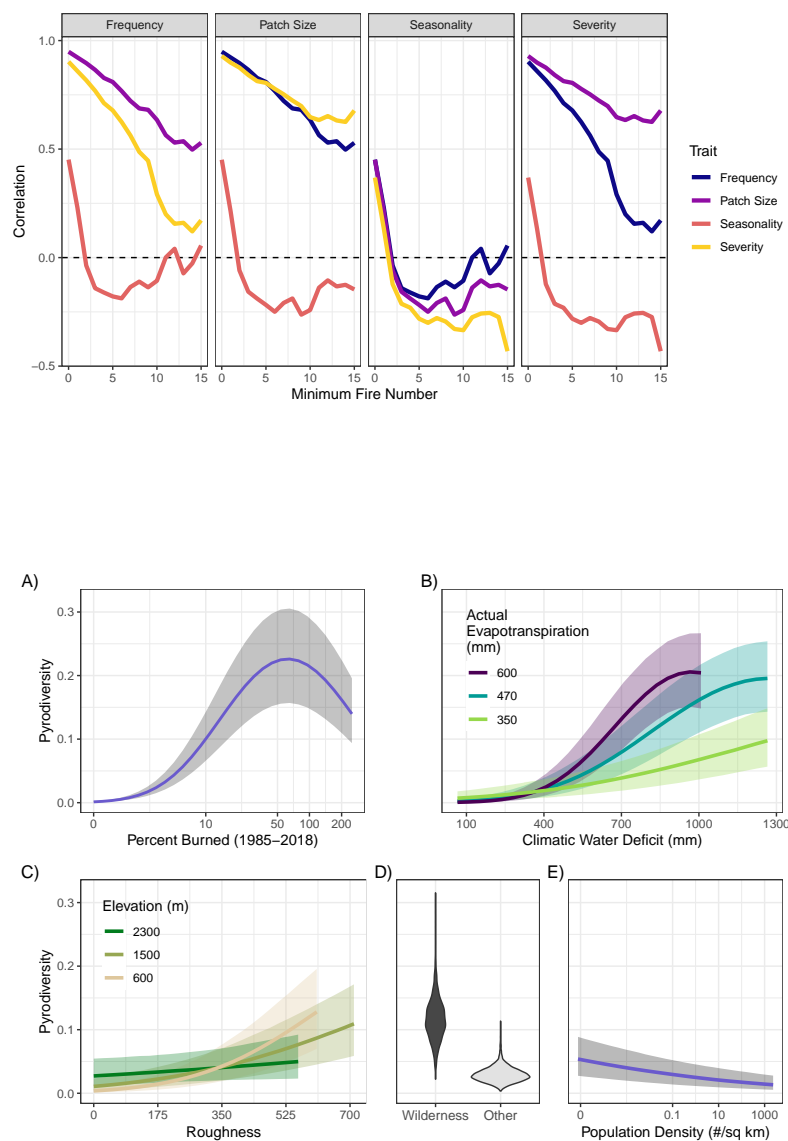 Frequency Patch Size Seasonality Severity
1.0
0.5
0.0
−0.5
Correlation
0 5 10 15 0 5 10 15 0 5 10 15 0 5 10 15
Minimum Fire Number
Trait
Frequency
Patch Size
Seasonality
Severity
A)
0.3
0.2
0.1
0.0
Pyrodiversity
0 10 50 100 200
Percent Burned (1985−2018)
B)
Actual
Evapotranspiration
(mm)
600
470
350
100 400 700 1000 1300
Climatic Water Deficit (mm)
C)
0.3
0.2
0.1
0.0
Pyrodiversity
Elevation (m)
2300
1500
600
0 175 350 525 700
Roughness
D)
Wilderness Other
E)
0 0.1 10 1000
Population Density (#/sq km)